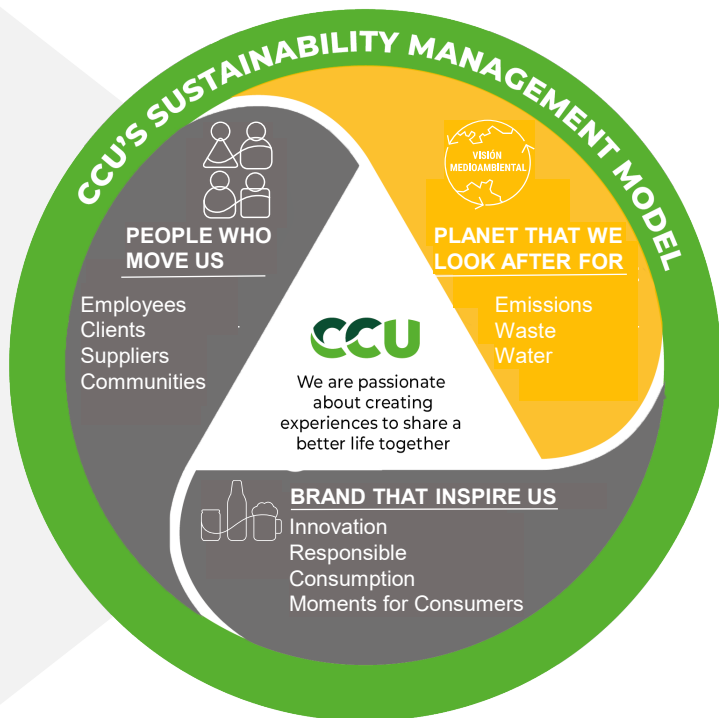 CCU'S SUSTAINABILITY MANAGEMENT MODEL
PEOPLE WHO
MOVE US
Employees
Clients
Suppliers
Communities
VISIÓN
MEDIOAMBIENTAL
PLANET THAT WE
LOOK AFTER FOR
Emissions
Waste
Water
CCU
We are passionate
about creating
experiences to share a
better life together
BRAND THAT INSPIRE US
Innovation
Responsible
Consumption
Moments for Consumers